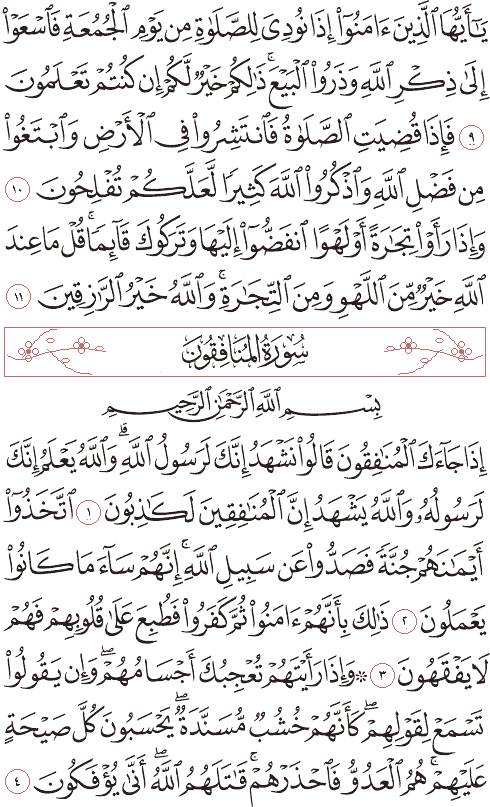 يَـٰٓأَيُّهَا ٱلَّذِينَ ءَامَنُوٓا۟ إِذَا نُودِىَ لِلصَّلَوٰةِ مِن يَوْمِ ٱلْجُمُعَةِ فَٱسْعَوْا۟
إِلَىٰ ذِكْرِ ٱللَّهِ وَذَرُوا۟ ٱلْبَيْعَ ۚ ذَٰلِكُمْ خَيْرٌ لَّكُمْ إِن كُنتُمْ تَعْلَمُونَ
٩ فَإِذَا قُضِيَتِ ٱلصَّلَوٰةُ فَٱنتَشِرُوا۟ فِى ٱلْأَرْضِ وَٱبْتَغُوا۟
مِن فَضْلِ ٱللَّهِ وَٱذْكُرُوا۟ ٱللَّهَ كَثِيرًا لَّعَلَّكُمْ تُفْلِحُونَ ١٠
وَإِذَا رَأَوْا۟ تِجَـٰرَةً أَوْ لَهْوًا ٱنفَضُّوٓا۟ إِلَيْهَا وَتَرَكُوكَ قَآئِمًا ۚ قُلْ مَا عِندَ
ٱللَّهِ خَيْرٌ مِّنَ ٱللَّهْوِ وَمِنَ ٱلتِّجَـٰرَةِ ۚ وَٱللَّهُ خَيْرُ ٱلرَّٰزِقِينَ ١١
سُورَةُ المُنَافِقُونَ
بِسْمِ ٱللَّهِ ٱلرَّحْمَـٰنِ ٱلرَّحِيمِ
إِذَا جَآءَكَ ٱلْمُنَـٰفِقُونَ قَالُوا۟ نَشْهَدُ إِنَّكَ لَرَسُولُ ٱللَّهِ ۗ وَٱللَّهُ يَعْلَمُ إِنَّكَ
لَرَسُولُهُۥ وَٱللَّهُ يَشْهَدُ إِنَّ ٱلْمُنَـٰفِقِينَ لَكَـٰذِبُونَ ١ ٱتَّخَذُوٓا۟
أَيْمَـٰنَهُمْ جُنَّةً فَصَدُّوا۟ عَن سَبِيلِ ٱللَّهِ ۚ إِنَّهُمْ سَآءَ مَا كَانُوا۟
يَعْمَلُونَ ٢ ذَٰلِكَ بِأَنَّهُمْ ءَامَنُوا۟ ثُمَّ كَفَرُوا۟ فَطُبِعَ عَلَىٰ قُلُوبِهِمْ فَهُمْ
لَا يَفْقَهُونَ ٣ ۞ وَإِذَا رَأَيْتَهُمْ تُعْجِبُكَ أَجْسَامُهُمْ ۖ وَإِن يَقُولُوا۟
تَسْمَعْ لِقَوْلِهِمْ ۖ كَأَنَّهُمْ خُشُبٌ مُّسَنَّدَةٌ ۖ يَحْسَبُونَ كُلَّ صَيْحَةٍ
عَلَيْهِمْ ۚ هُمُ ٱلْعَدُوُّ فَٱحْذَرْهُمْ ۚ قَـٰتَلَهُمُ ٱللَّهُ ۖ أَنَّىٰ يُؤْفَكُونَ ٤